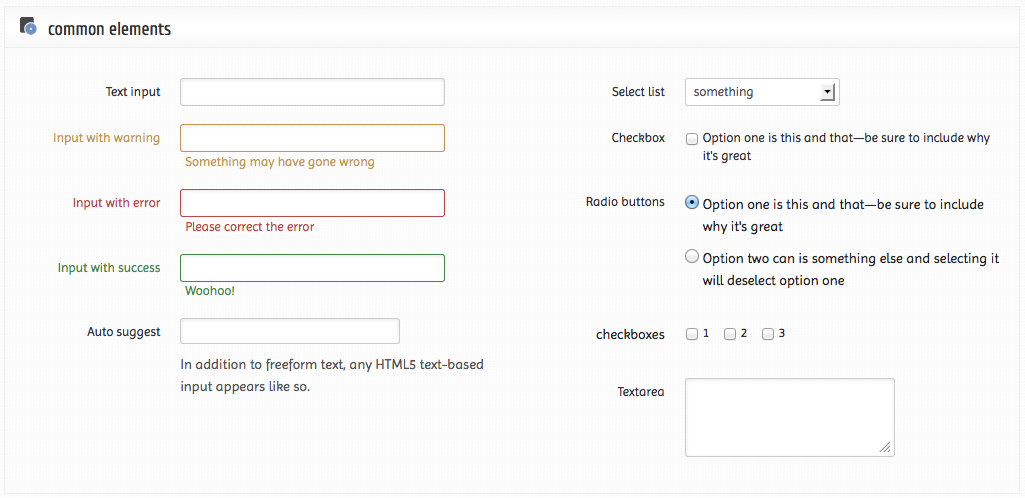 common elements
Text input
Input with warning
Something may have gone wrong
Input with error
Please correct the error
Input with success
Woohoo!
Auto suggest
In addition to freeform text, any HTML5 text-based
input appears like so.
Select list
something
Checkbox
Option one is this and that—be sure to include why
it's great
Radio buttons
Option one is this and that—be sure to include
why it's great
Option two can is something else and selecting it
will deselect option one
checkboxes
1 2 3
Textarea